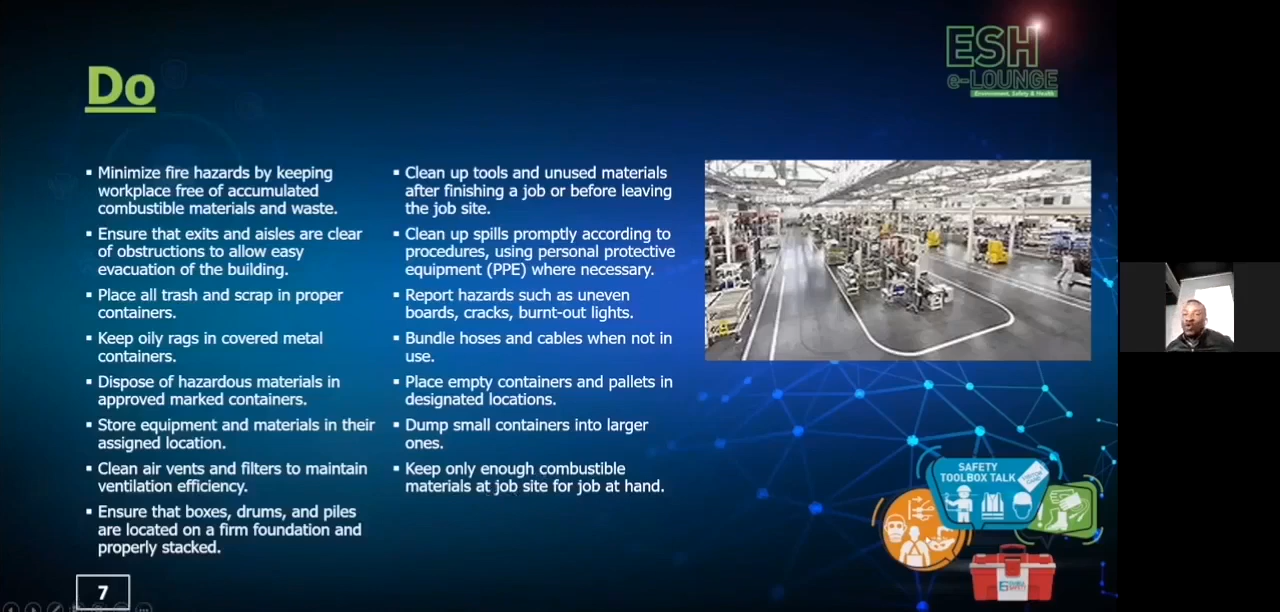 Do
ESH
e-LOUNGE
Environment, Safety & Health
▪ Minimize fire hazards by keeping
workplace free of accumulated
combustible materials and waste.
▪ Ensure that exits and aisles are clear
of obstructions to allow easy
evacuation of the building.
▪ Place all trash and scrap in proper
containers.
▪ Keep oily rags in covered metal
containers.
▪ Dispose of hazardous materials in
approved marked containers.
▪ Store equipment and materials in their
assigned location.
▪ Clean air vents and filters to maintain
ventilation efficiency.
▪ Ensure that boxes, drums, and piles
are located on a firm foundation and
properly stacked.
▪ Clean up tools and unused materials
after finishing a job or before leaving
the job site.
▪ Clean up spills promptly according to
procedures, using personal protective
equipment (PPE) where necessary.
▪ Report hazards such as uneven
boards, cracks, burnt-out lights.
▪ Bundle hoses and cables when not in
use.
▪ Place empty containers and pallets in
designated locations.
▪ Dump small containers into larger
ones.
▪ Keep only enough combustible
materials at job site for job at hand.
SAFETY
TOOLBOX TALK
7